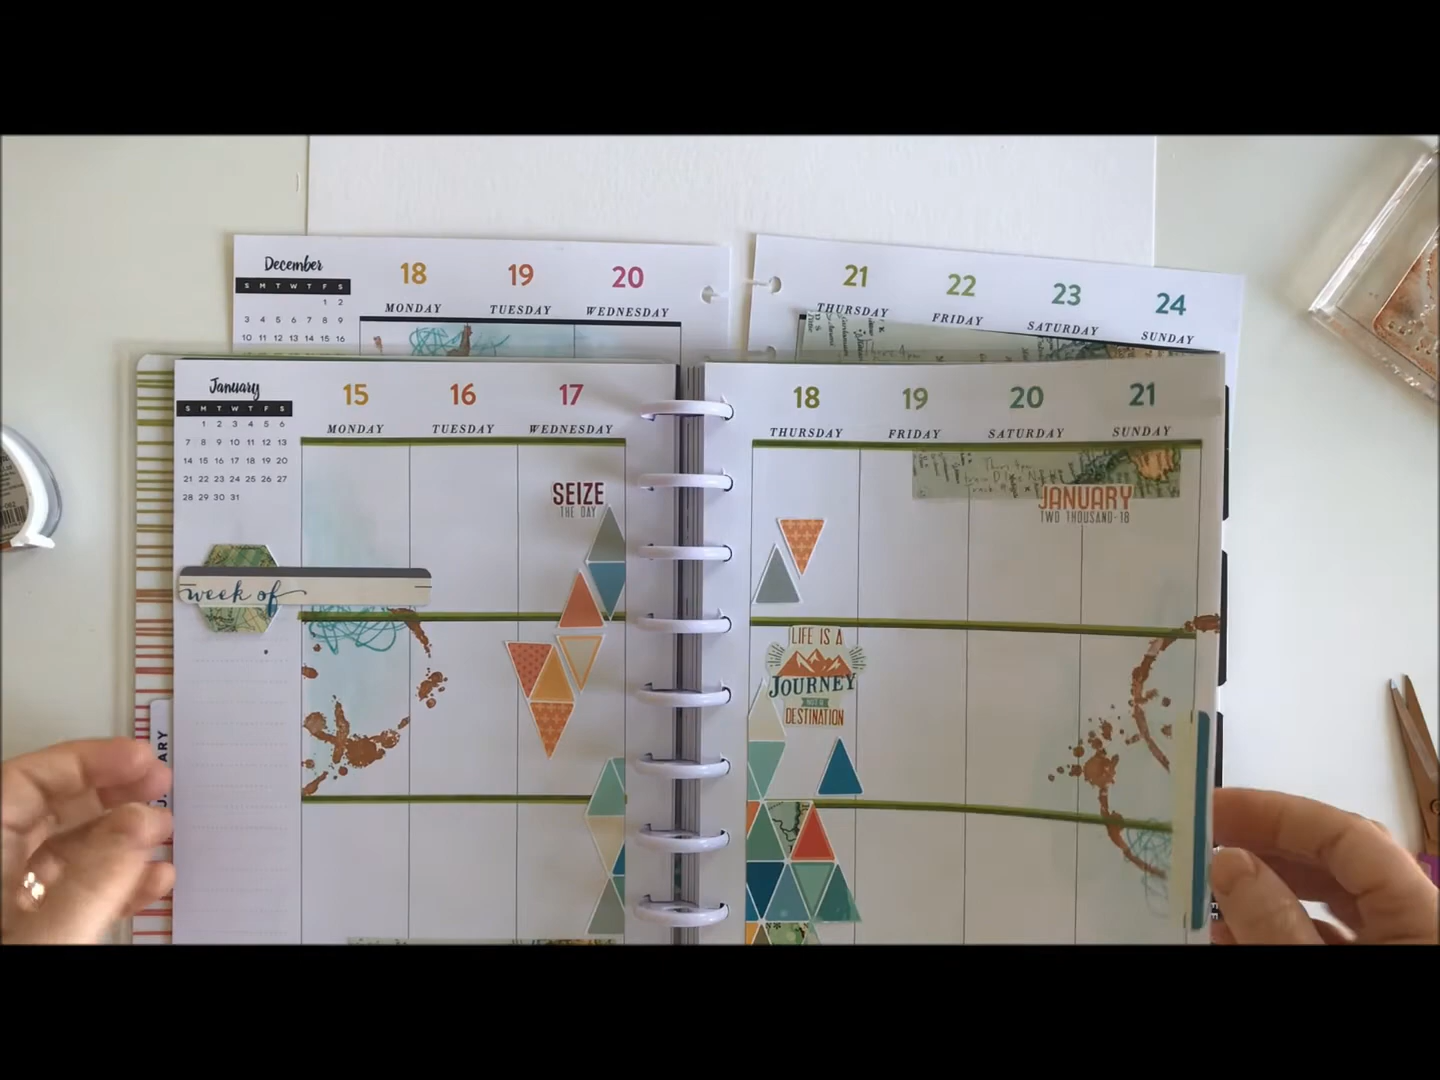 December
S M T W T F S
1 2
3 4 5 6 7 8 9
10 11 12 13 14 15 16
18 19 20
MONDAY TUESDAY WEDNESDAY
21 22 23 24
THURSDAY FRIDAY SATURDAY SUNDAY
January
S M T W T F S
1 2 3 4 5 6
7 8 9 10 11 12 13
14 15 16 17 18 19 20
21 22 23 24 25 26 27
28 29 30 31
15 16 17
MONDAY TUESDAY WEDNESDAY
SEIZE
THE DAY
week of
18 19 20 21
THURSDAY FRIDAY SATURDAY SUNDAY
JANUARY
TWO THOUSAND-18
LIFE IS A
JOURNEY
DESTINATION